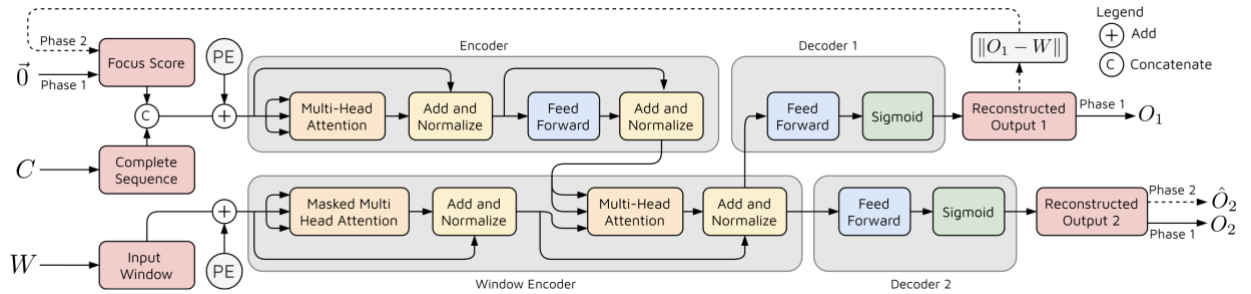 Phase 2
0⃗
Phase 1
Focus Score
PE
Encoder
Multi-Head
Attention
Add and
Normalize
Feed
Forward
Add and
Normalize
Decoder 1
Feed
Forward
Sigmoid
‖O₁ − W‖
Reconstructed
Output 1
Phase 1
O₁
Legend
+ Add
C Concatenate
C
+
C
Complete
Sequence
W
Input
Window
+
PE
Masked Multi
Head Attention
Add and
Normalize
Multi-Head
Attention
Add and
Normalize
Window Encoder
Feed
Forward
Sigmoid
Decoder 2
Reconstructed
Output 2
Phase 2
Ô₂
Phase 1
O₂